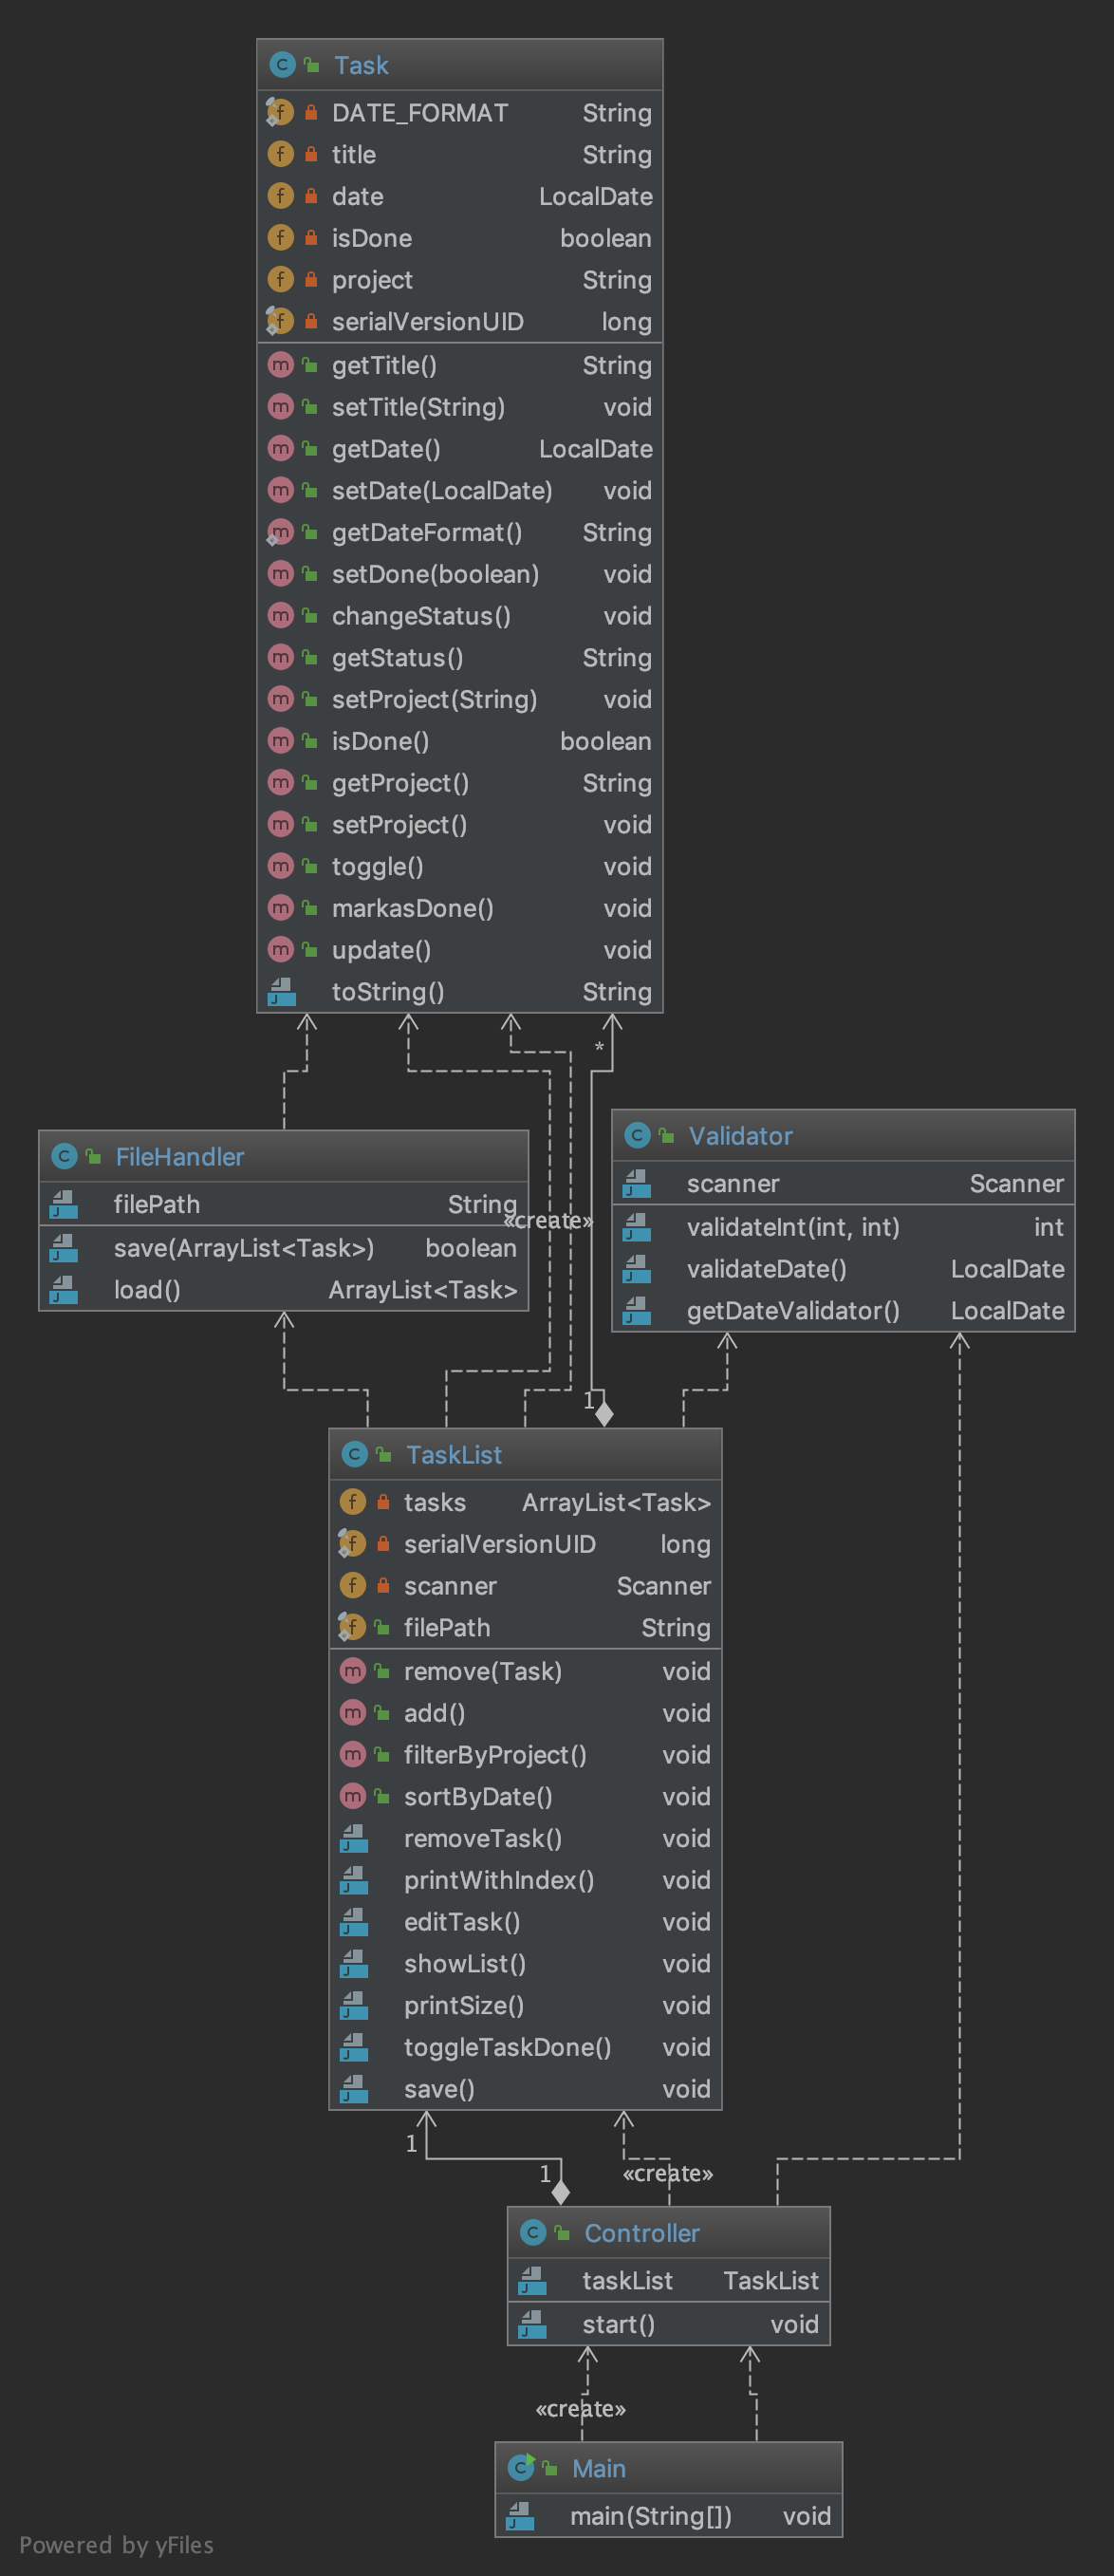 Task
DATE_FORMAT String
title String
date LocalDate
isDone boolean
project String
serialVersionUID long
getTitle() String
setTitle(String) void
getDate() LocalDate
setDate(LocalDate) void
getDateFormat() String
setDone(boolean) void
changeStatus() void
getStatus() String
setProject(String) void
isDone() boolean
getProject() String
setProject() void
toggle() void
markasDone() void
update() void
toString() String
*
FileHandler
filePath String
save(ArrayList<Task>) boolean
load() ArrayList<Task>
«create»
Validator
scanner Scanner
validateInt(int, int) int
validateDate() LocalDate
getDateValidator() LocalDate
1
TaskList
tasks ArrayList<Task>
serialVersionUID long
scanner Scanner
filePath String
remove(Task) void
add() void
filterByProject() void
sortByDate() void
removeTask() void
printWithIndex() void
editTask() void
showList() void
printSize() void
toggleTaskDone() void
save() void
1
1
«create»
Controller
taskList TaskList
start() void
«create»
Main
main(String[]) void
Powered by yFiles